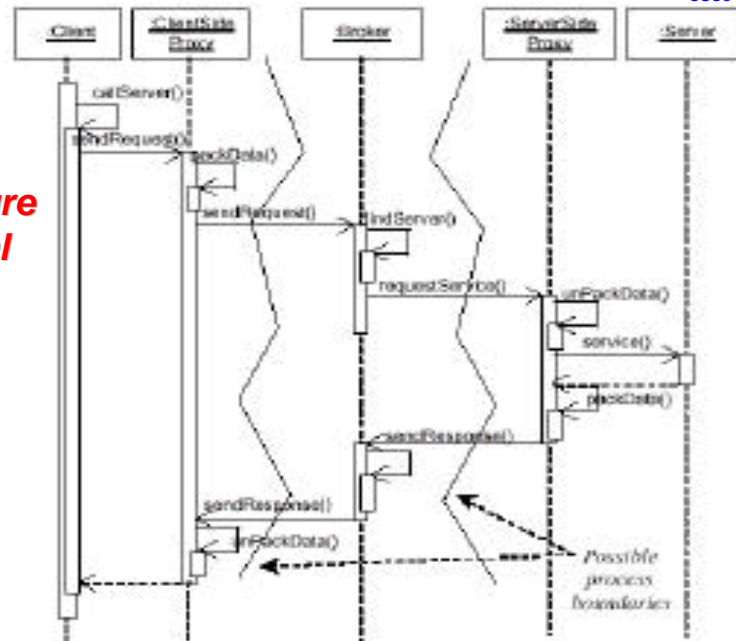 :Client
:ClientSide
Proxy
:Broker
:ServerSide
Proxy
:Server
callServer()
sendRequest()
packData()
sendRequest()
findServer()
requestService()
unPackData()
service()
packData()
sendResponse()
sendResponse()
unPackData()
Possible
process
boundaries